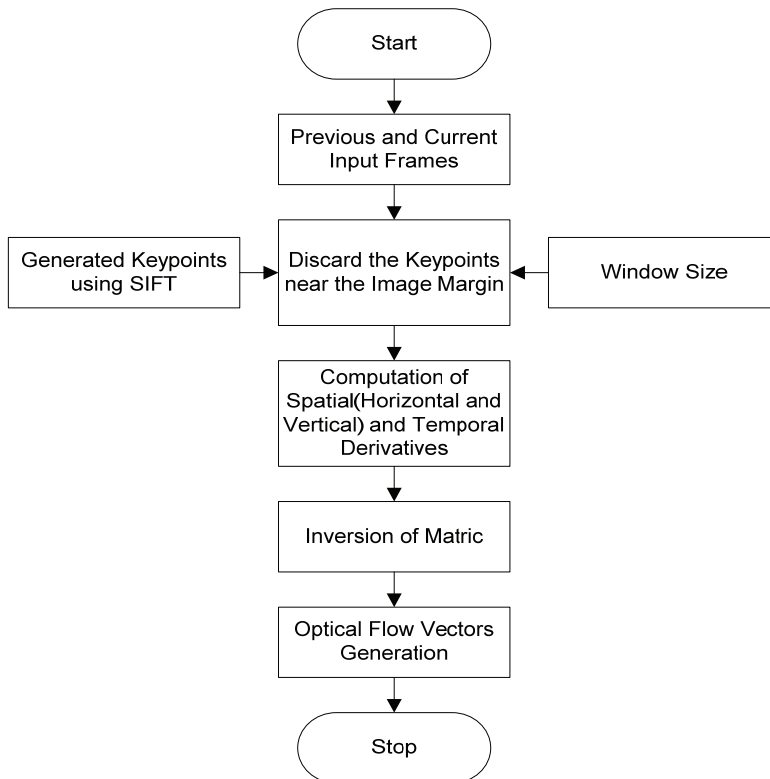 Start
Previous and Current
Input Frames
Generated Keypoints
using SIFT
Discard the Keypoints
near the Image Margin
Window Size
Computation of
Spatial(Horizontal and
Vertical) and Temporal
Derivatives
Inversion of Matric
Optical Flow Vectors
Generation
Stop